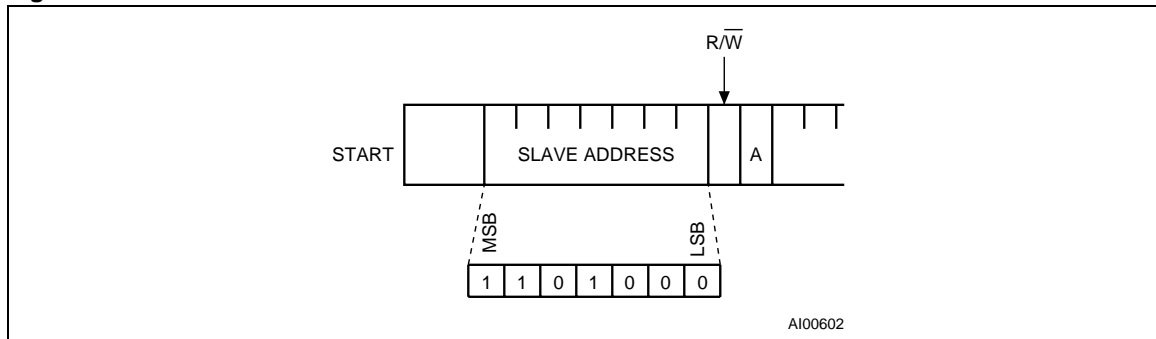 R/W̅
START SLAVE ADDRESS A
MSB LSB
1 1 0 1 0 0 0
AI00602